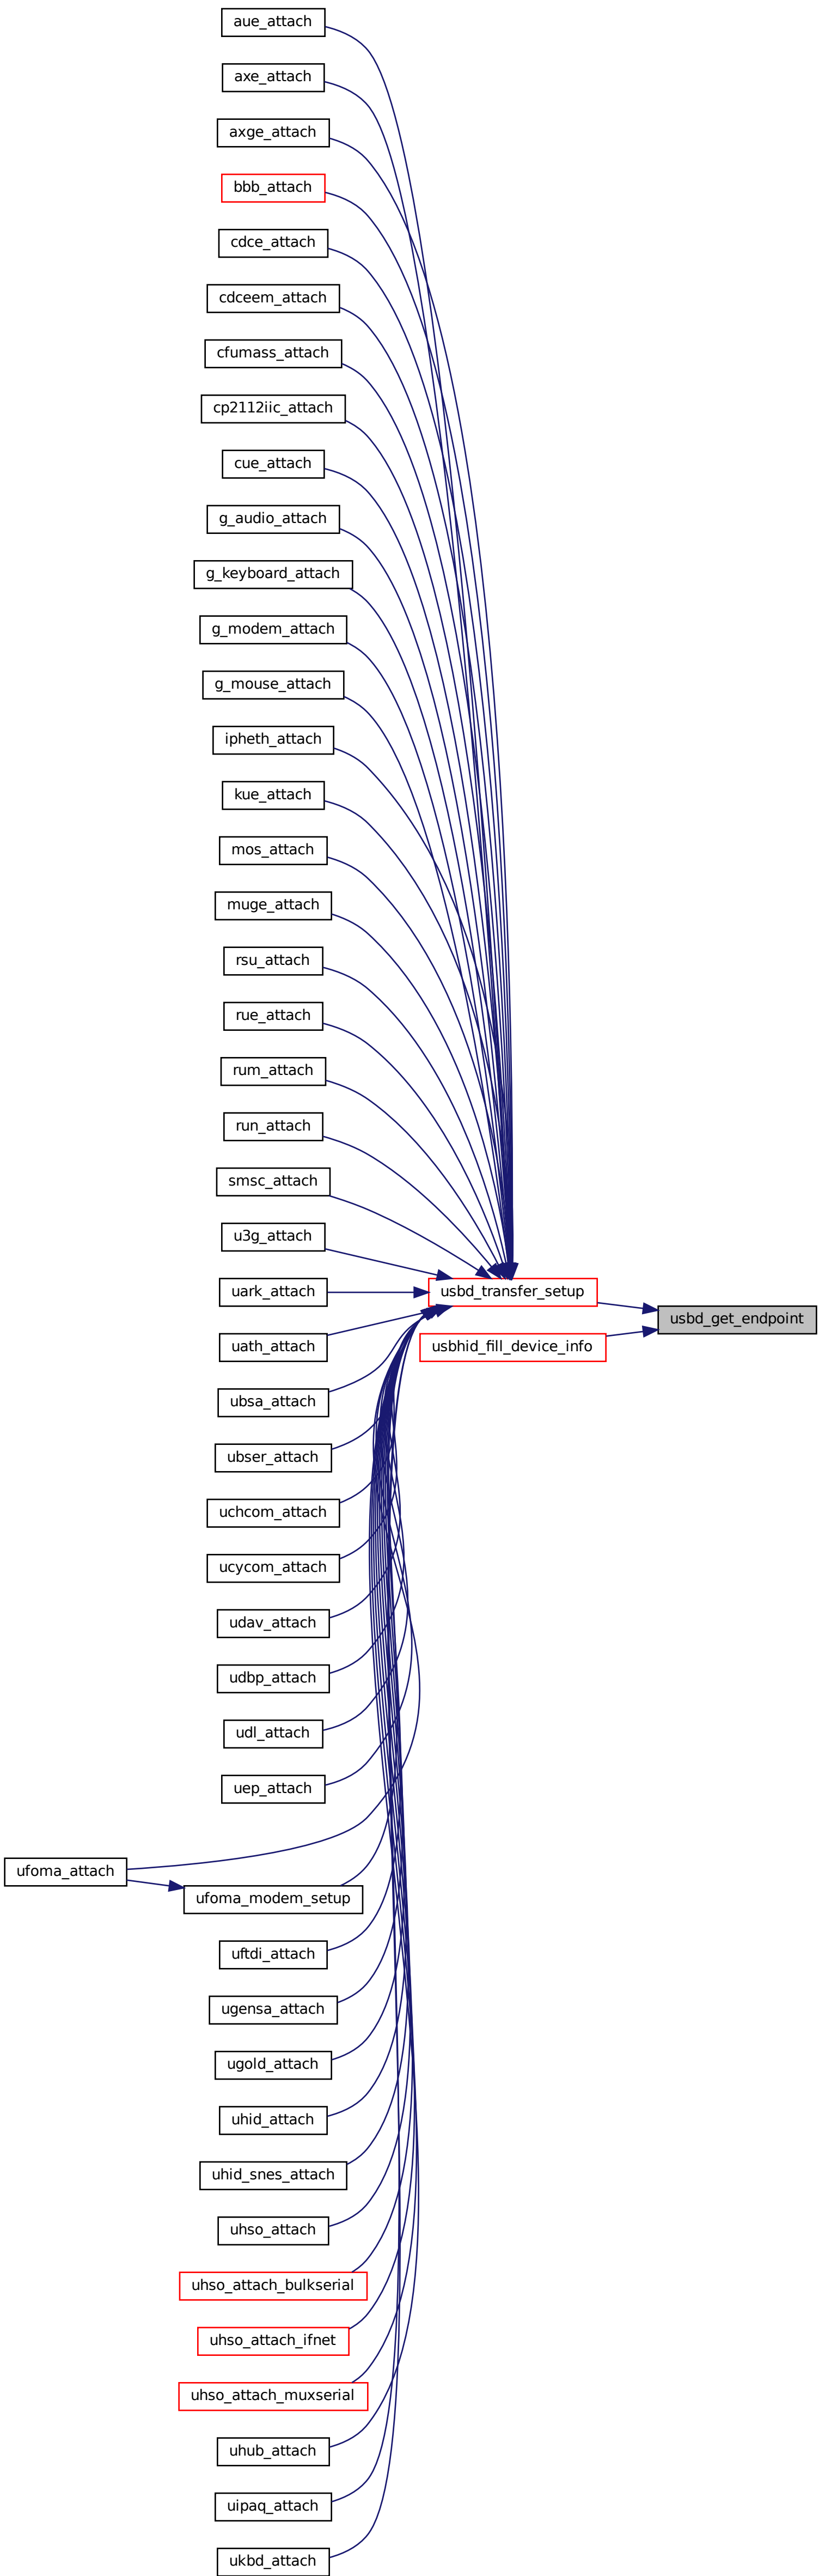 aue_attach
axe_attach
axge_attach
bbb_attach
cdce_attach
cdceem_attach
cfumass_attach
cp2112iic_attach
cue_attach
g_audio_attach
g_keyboard_attach
g_modem_attach
g_mouse_attach
ipheth_attach
kue_attach
mos_attach
muge_attach
rsu_attach
rue_attach
rum_attach
run_attach
smsc_attach
u3g_attach
uark_attach
usbd_transfer_setup
usbd_get_endpoint
uath_attach
usbhid_fill_device_info
ubsa_attach
ubser_attach
uchcom_attach
ucycom_attach
udav_attach
udbp_attach
udl_attach
uep_attach
ufoma_attach
ufoma_modem_setup
uftdi_attach
ugensa_attach
ugold_attach
uhid_attach
uhid_snes_attach
uhso_attach
uhso_attach_bulkserial
uhso_attach_ifnet
uhso_attach_muxserial
uhub_attach
uipaq_attach
ukbd_attach